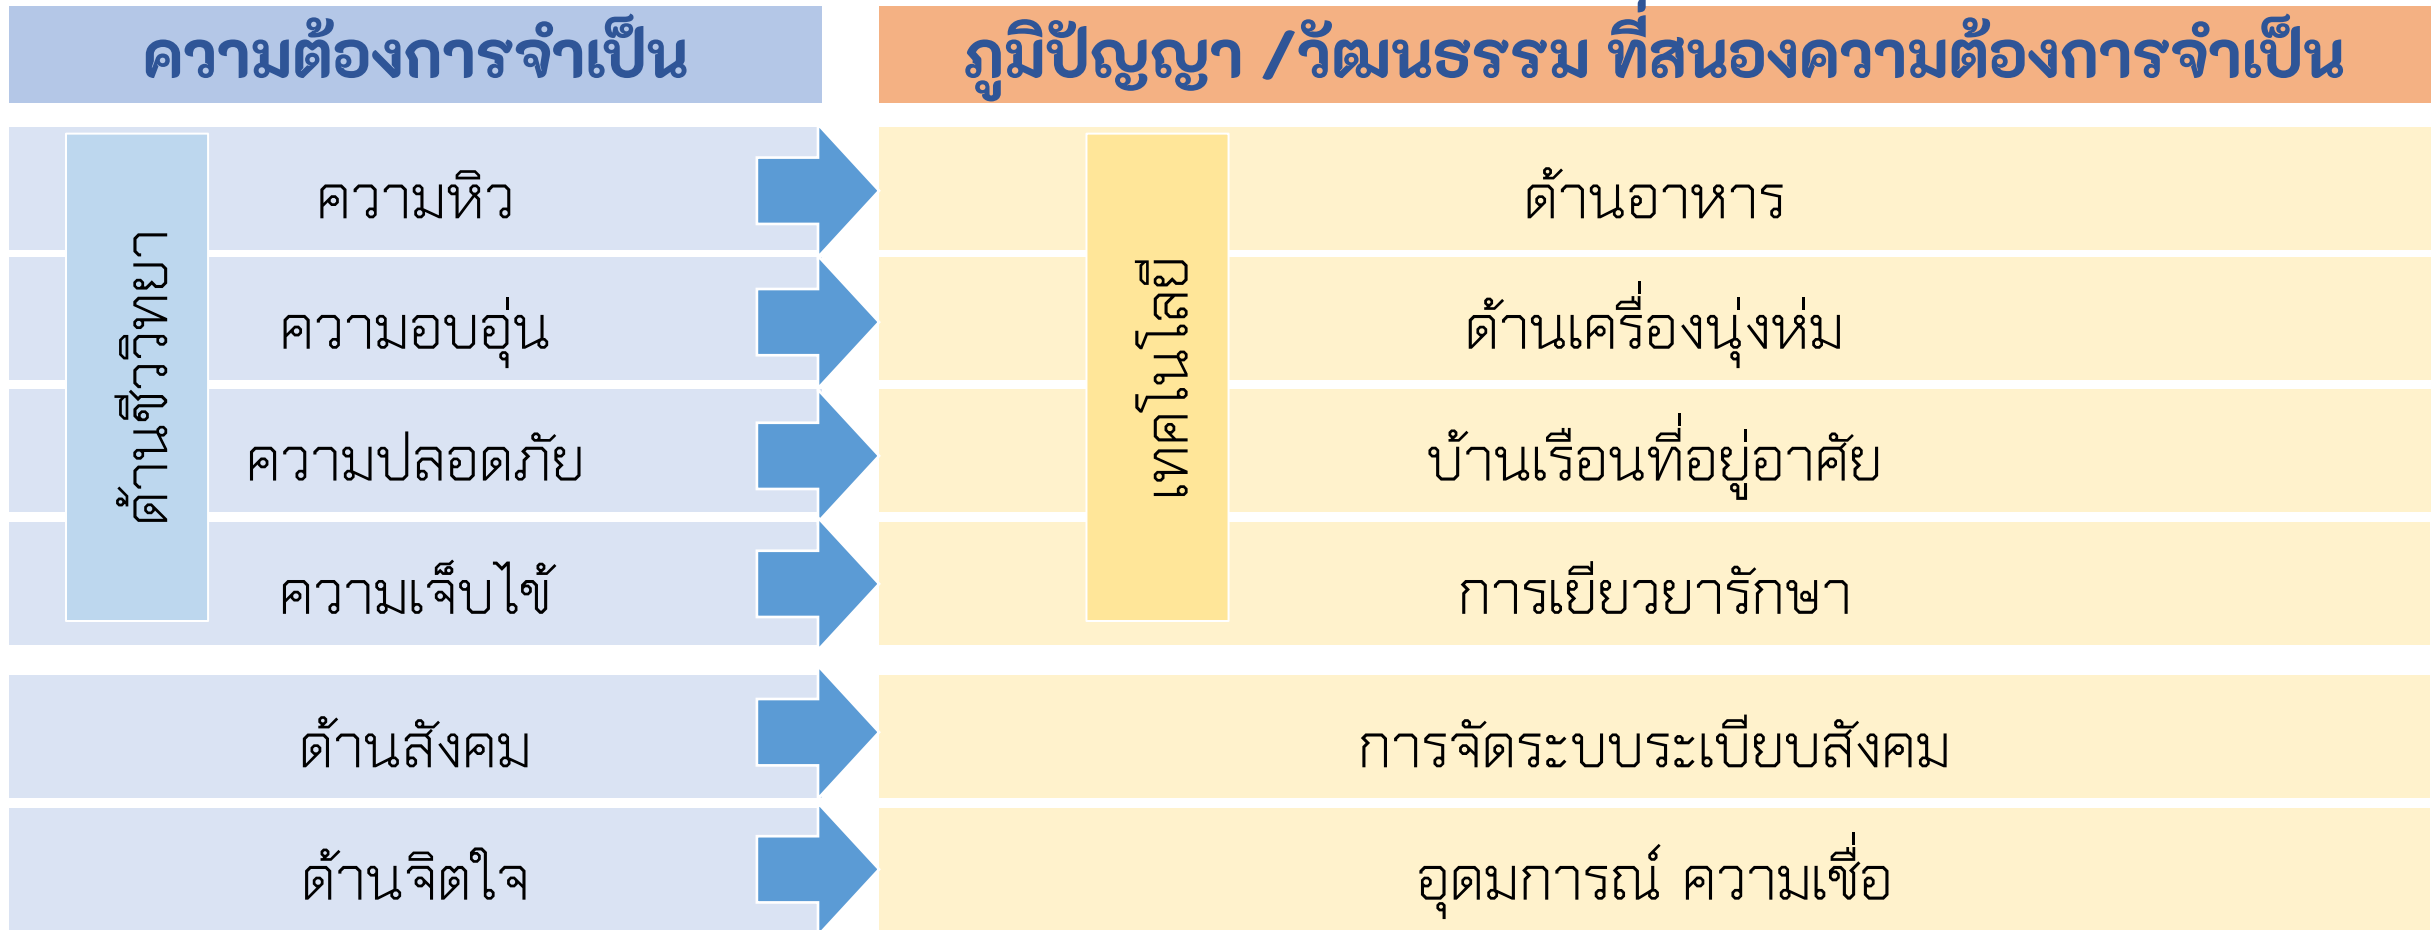 ความต้องการจำเป็น
ภูมิปัญญา /วัฒนธรรม ที่สนองความต้องการจำเป็น
ด้านชีววิทยา
เทคโนโลยี
ความหิว
ด้านอาหาร
ความอบอุ่น
ด้านเครื่องนุ่งห่ม
ความปลอดภัย
บ้านเรือนที่อยู่อาศัย
ความเจ็บไข้
การเยียวยารักษา
ด้านสังคม
การจัดระบบระเบียบสังคม
ด้านจิตใจ
อุดมการณ์ ความเชื่อ